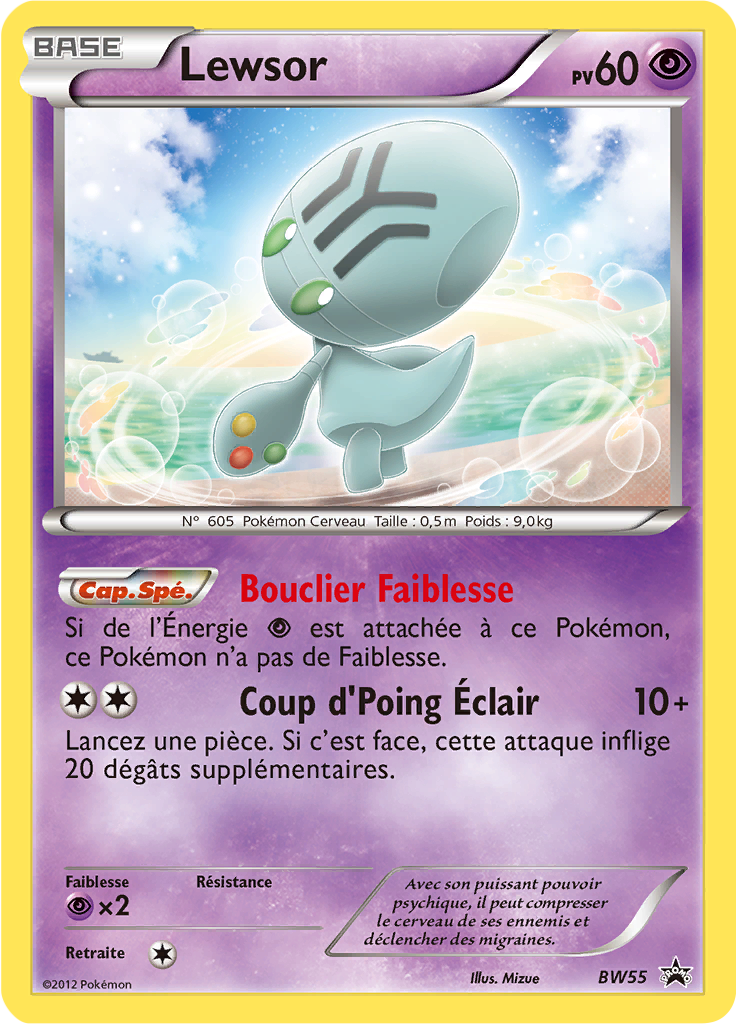 BASE
Lewsor
PV60
N° 605 Pokémon Cerveau Taille : 0,5m Poids : 9,0kg
Cap.Spé. Bouclier Faiblesse
Si de l'Énergie est attachée à ce Pokémon,
ce Pokémon n'a pas de Faiblesse.
Coup d'Poing Éclair 10+
Lancez une pièce. Si c'est face, cette attaque inflige
20 dégâts supplémentaires.
Faiblesse Résistance
×2
Retraite
Avec son puissant pouvoir
psychique, il peut compresser
le cerveau de ses ennemis et
déclencher des migraines.
©2012 Pokémon
Illus. Mizue
BW55
PROMO